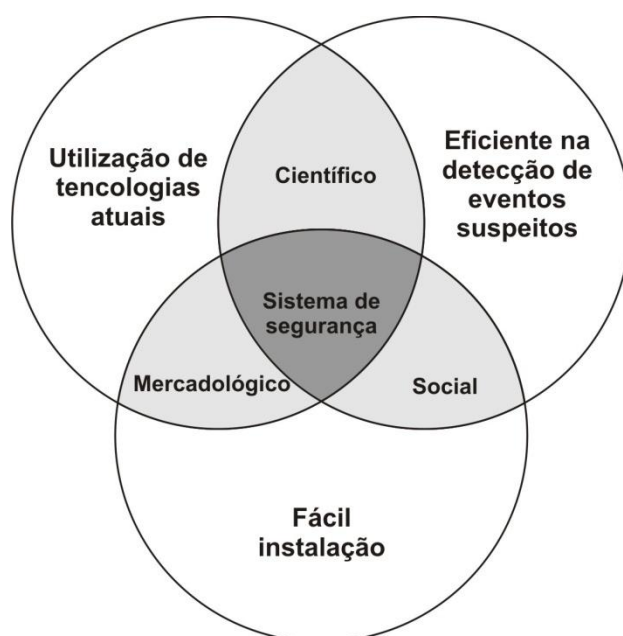 Utilização de
tencologias
atuais
Científico
Eficiente na
detecção de
eventos
suspeitos
Sistema de
segurança
Mercadológico
Social
Fácil
instalação